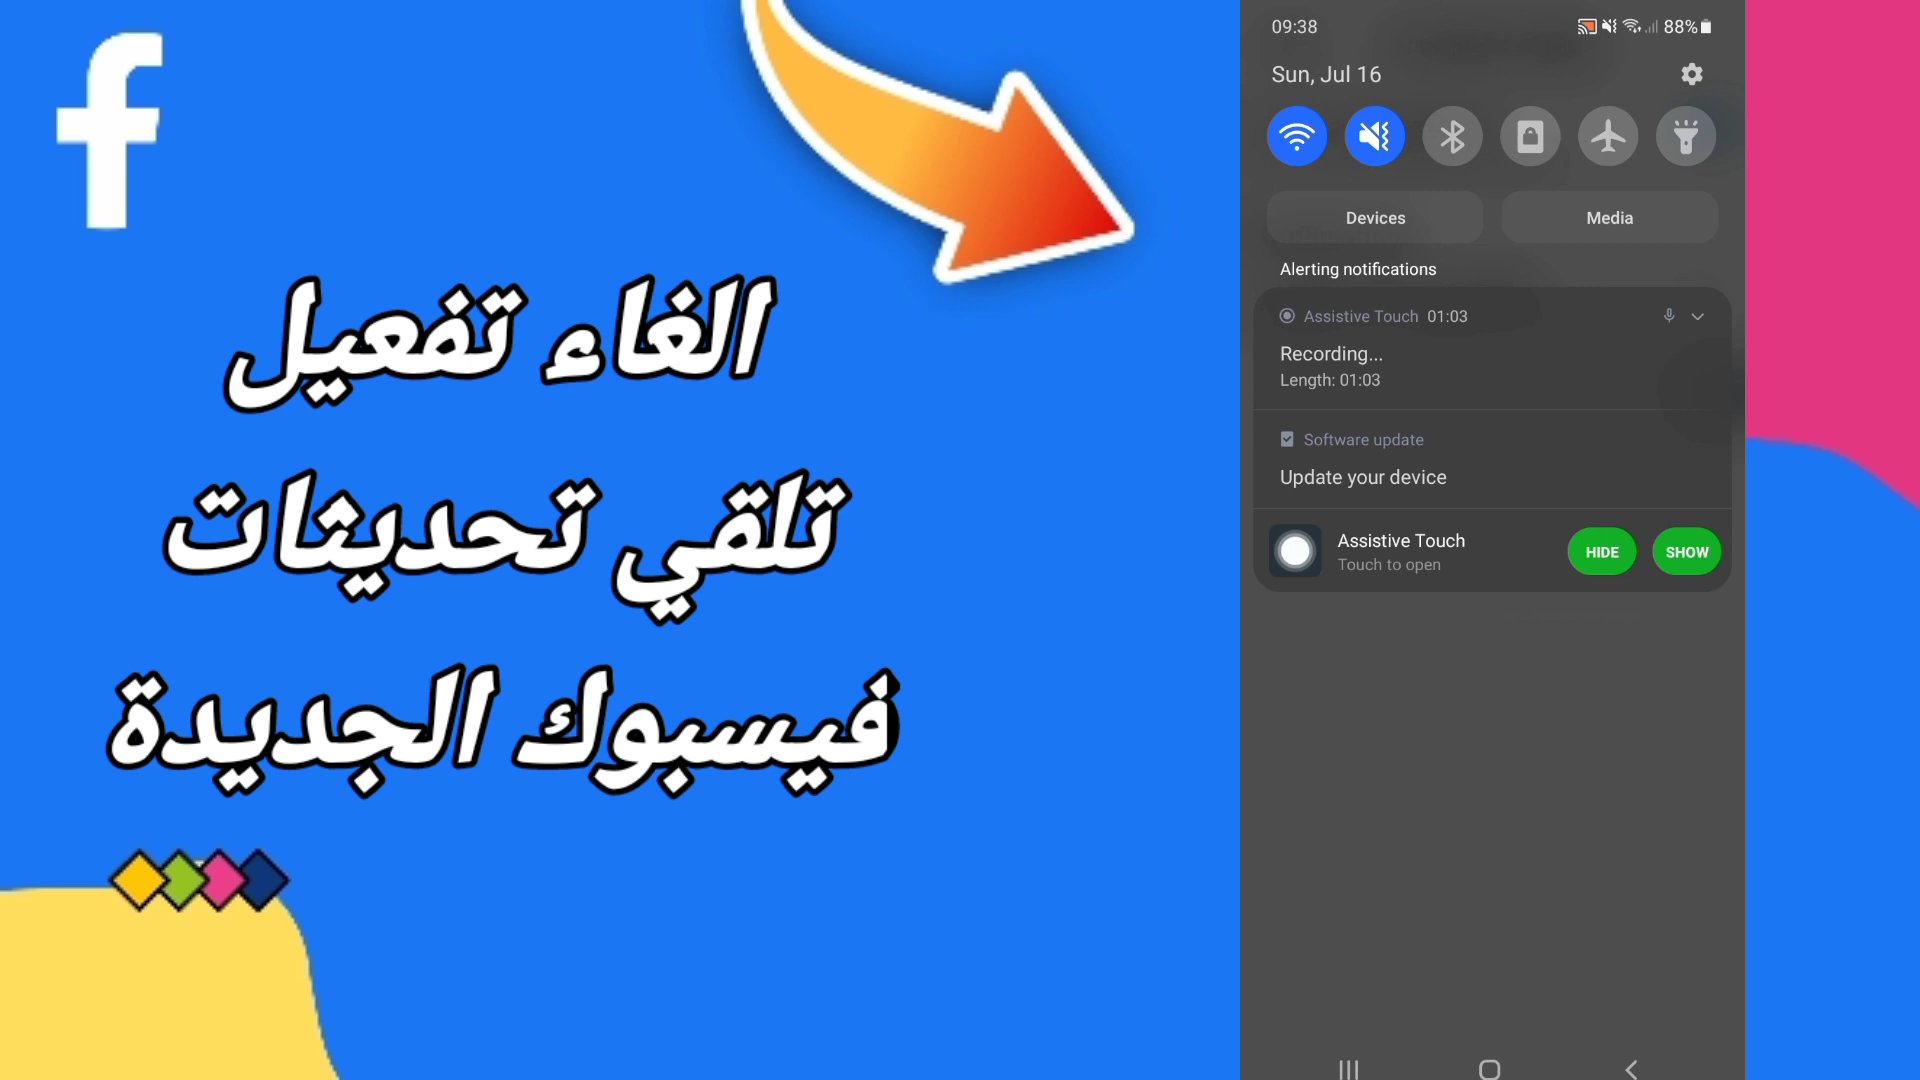 الغاء تفعيل
تلقي تحديثات
فيسبوك الجديدة
09:38
88%
Sun, Jul 16
Devices
Media
Alerting notifications
Assistive Touch 01:03
Recording...
Length: 01:03
Software update
Update your device
Assistive Touch
Touch to open
HIDE
SHOW